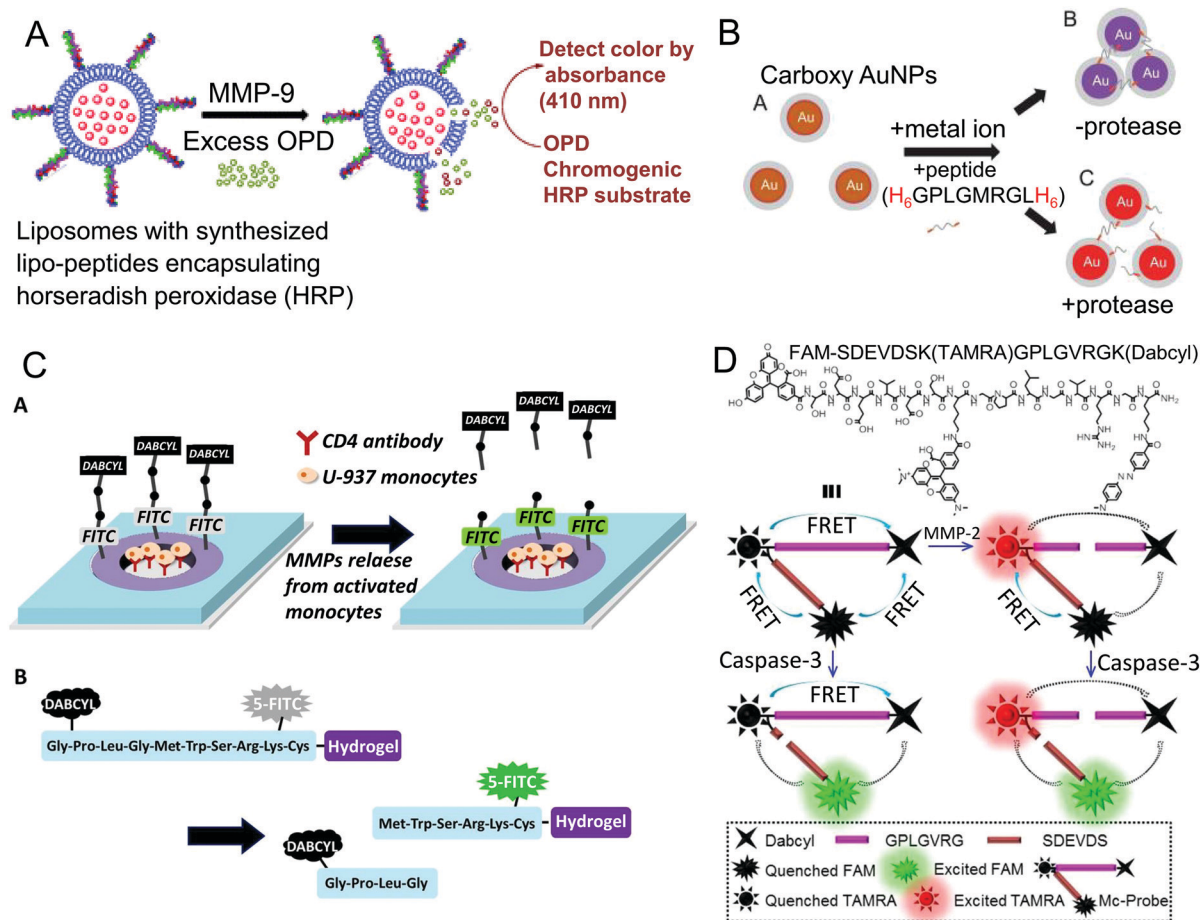 A
MMP-9
Excess OPD
Detect color by
absorbance
(410 nm)
OPD
Chromogenic
HRP substrate
Liposomes with synthesized
lipo-peptides encapsulating
horseradish peroxidase (HRP)
B
Carboxy AuNPs
A
Au
Au
Au
+metal ion
+peptide
(H6GPLGMRGLH6)
B
Au
Au
Au
-protease
C
Au
Au
Au
+protease
C
A
DABCYL
DABCYL
DABCYL
FITC
FITC
FITC
CD4 antibody
U-937 monocytes
MMPs relaese
from activated
monocytes
DABCYL
DABCYL
DABCYL
FITC
FITC
FITC
B
DABCYL
5-FITC
Gly-Pro-Leu-Gly-Met-Trp-Ser-Arg-Lys-Cys
Hydrogel
5-FITC
Met-Trp-Ser-Arg-Lys-Cys
Hydrogel
DABCYL
Gly-Pro-Leu-Gly
D
FAM-SDEVDSK(TAMRA)GPLGVRGK(Dabcyl)
FRET
FRET
FRET
MMP-2
FRET
Caspase-3
Caspase-3
FRET
Dabcyl
GPLGVRG
SDEVDS
Quenched FAM
Excited FAM
Quenched TAMRA
Excited TAMRA
Mc-Probe